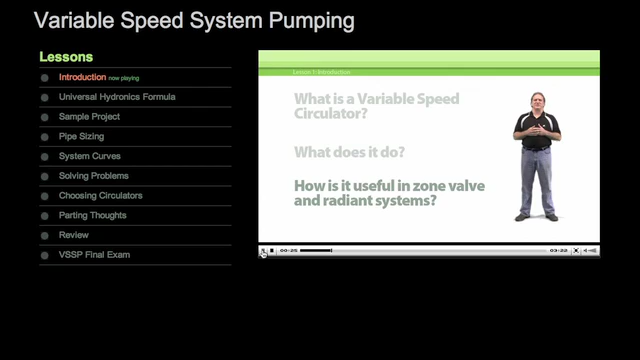 Variable Speed System Pumping
Lessons
Introduction now playing
Universal Hydronics Formula
Sample Project
Pipe Sizing
System Curves
Solving Problems
Choosing Circulators
Parting Thoughts
Review
VSSP Final Exam
Lesson 1: Introduction
What is a Variable Speed
Circulator?
What does it do?
How is it useful in zone valve
and radiant systems?
00:25
03:22